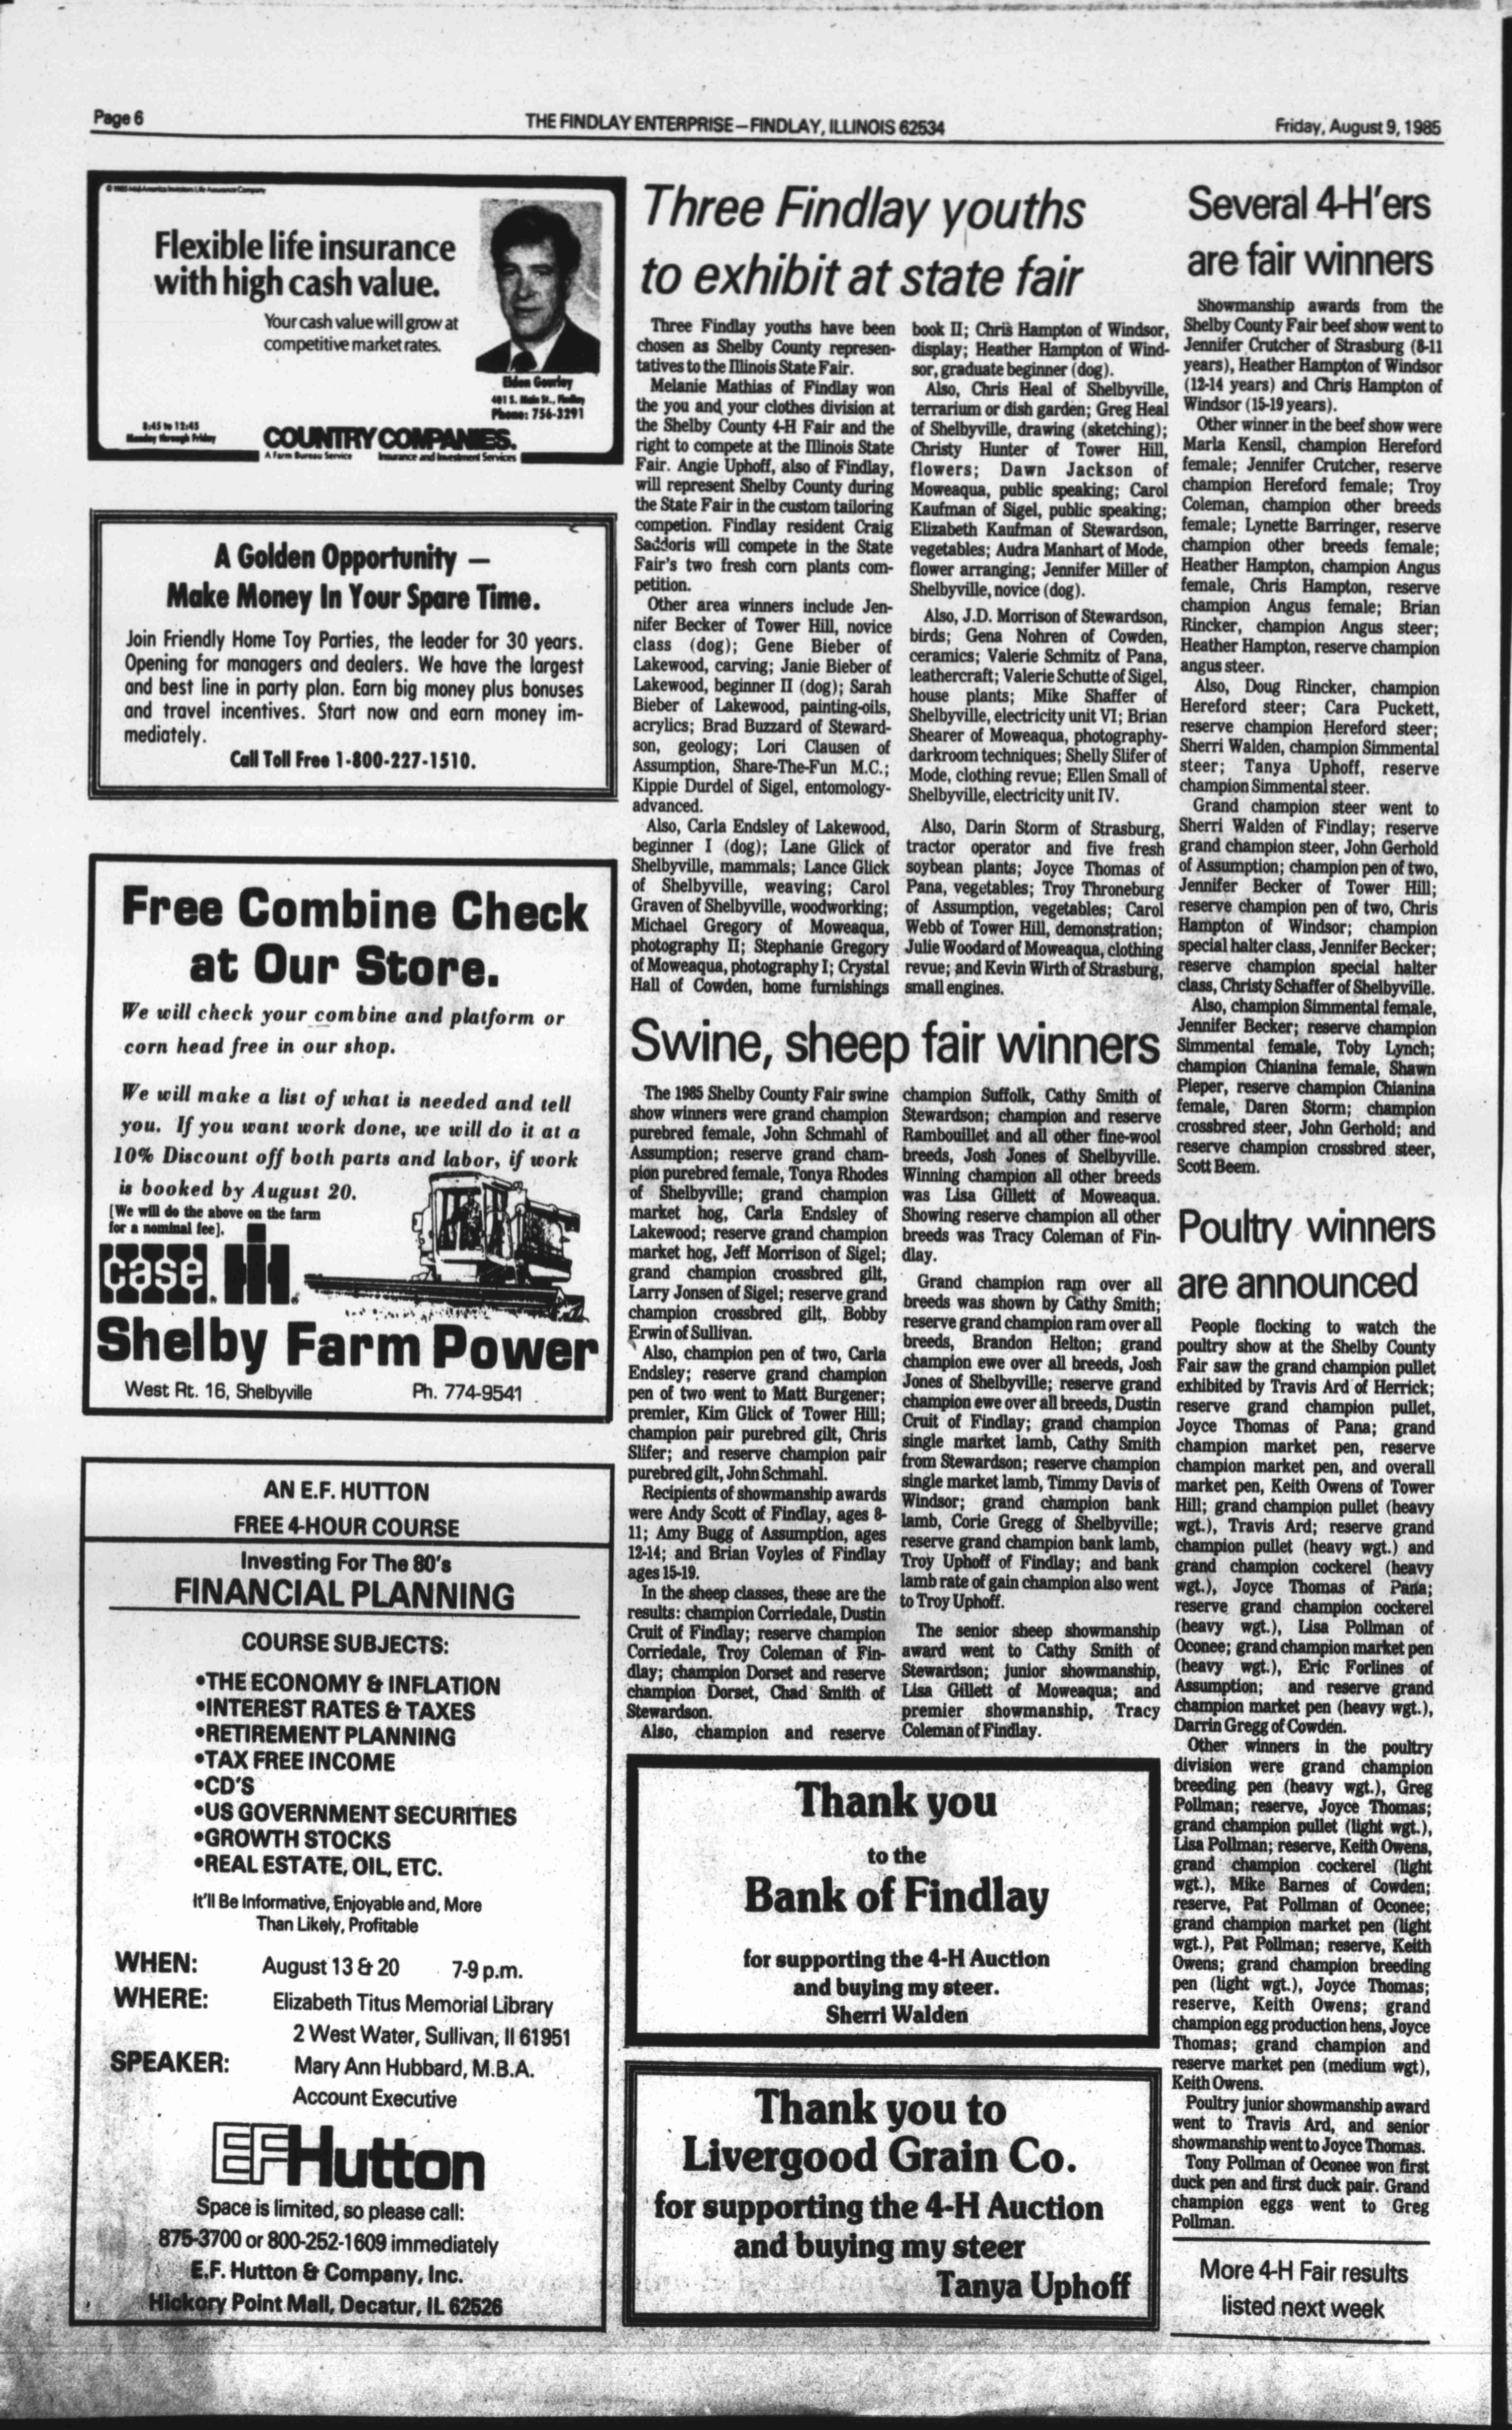 Page 6
THE FINDLAY ENTERPRISE—FINDLAY, ILLINOIS 62534
Friday, August 9, 1985
© 1985 Mid-America Investors Life Assurance Company
Flexible life insurance
with high cash value.
Your cash value will grow at
competitive market rates.
Eldon Gourley
401 S. Main St., Findlay
Phone: 756-3291
8:45 to 12:45
Monday through Friday
COUNTRY COMPANIES.
A Farm Bureau Service
Insurance and Investment Services
A Golden Opportunity —
Make Money In Your Spare Time.
Join Friendly Home Toy Parties, the leader for 30 years.
Opening for managers and dealers. We have the largest
and best line in party plan. Earn big money plus bonuses
and travel incentives. Start now and earn money im-
mediately.
Call Toll Free 1-800-227-1510.
Free Combine Check
at Our Store.
We will check your combine and platform or
corn head free in our shop.
We will make a list of what is needed and tell
you. If you want work done, we will do it at a
10% Discount off both parts and labor, if work
is booked by August 20.
[We will do the above on the farm
for a nominal fee].
case IH
Shelby Farm Power
West Rt. 16, Shelbyville
Ph. 774-9541
AN E.F. HUTTON
FREE 4-HOUR COURSE
Investing For The 80's
FINANCIAL PLANNING
COURSE SUBJECTS:
•THE ECONOMY & INFLATION
•INTEREST RATES & TAXES
•RETIREMENT PLANNING
•TAX FREE INCOME
•CD'S
•US GOVERNMENT SECURITIES
•GROWTH STOCKS
•REAL ESTATE, OIL, ETC.
It'll Be Informative, Enjoyable and, More
Than Likely, Profitable
WHEN: August 13 & 20 7-9 p.m.
WHERE: Elizabeth Titus Memorial Library
2 West Water, Sullivan, Il 61951
SPEAKER: Mary Ann Hubbard, M.B.A.
Account Executive
EFHutton
Space is limited, so please call:
875-3700 or 800-252-1609 immediately
E.F. Hutton & Company, Inc.
Hickory Point Mall, Decatur, IL 62526
Three Findlay youths
to exhibit at state fair
Three Findlay youths have been
chosen as Shelby County represen-
tatives to the Illinois State Fair.
Melanie Mathias of Findlay won
the you and your clothes division at
the Shelby County 4-H Fair and the
right to compete at the Illinois State
Fair. Angie Uphoff, also of Findlay,
will represent Shelby County during
the State Fair in the custom tailoring
competion. Findlay resident Craig
Saddoris will compete in the State
Fair's two fresh corn plants com-
petition.
Other area winners include Jen-
nifer Becker of Tower Hill, novice
class (dog); Gene Bieber of
Lakewood, carving; Janie Bieber of
Lakewood, beginner II (dog); Sarah
Bieber of Lakewood, painting-oils,
acrylics; Brad Buzzard of Steward-
son, geology; Lori Clausen of
Assumption, Share-The-Fun M.C.;
Kippie Durdel of Sigel, entomology-
advanced.
Also, Carla Endsley of Lakewood,
beginner I (dog); Lane Glick of
Shelbyville, mammals; Lance Glick
of Shelbyville, weaving; Carol
Graven of Shelbyville, woodworking;
Michael Gregory of Moweaqua,
photography II; Stephanie Gregory
of Moweaqua, photography I; Crystal
Hall of Cowden, home furnishings
book II; Chris Hampton of Windsor,
display; Heather Hampton of Wind-
sor, graduate beginner (dog).
Also, Chris Heal of Shelbyville,
terrarium or dish garden; Greg Heal
of Shelbyville, drawing (sketching);
Christy Hunter of Tower Hill,
flowers; Dawn Jackson of
Moweaqua, public speaking; Carol
Kaufman of Sigel, public speaking;
Elizabeth Kaufman of Stewardson,
vegetables; Audra Manhart of Mode,
flower arranging; Jennifer Miller of
Shelbyville, novice (dog).
Also, J.D. Morrison of Stewardson,
birds; Gena Nohren of Cowden,
ceramics; Valerie Schmitz of Pana,
leathercraft; Valerie Schutte of Sigel,
house plants; Mike Shaffer of
Shelbyville, electricity unit VI; Brian
Shearer of Moweaqua, photography-
darkroom techniques; Shelly Slifer of
Mode, clothing revue; Ellen Small of
Shelbyville, electricity unit IV.
Also, Darin Storm of Strasburg,
tractor operator and five fresh
soybean plants; Joyce Thomas of
Pana, vegetables; Troy Throneburg
of Assumption, vegetables; Carol
Webb of Tower Hill, demonstration;
Julie Woodard of Moweaqua, clothing
revue; and Kevin Wirth of Strasburg,
small engines.
Swine, sheep fair winners
The 1985 Shelby County Fair swine
show winners were grand champion
purebred female, John Schmahl of
Assumption; reserve grand cham-
pion purebred female, Tonya Rhodes
of Shelbyville; grand champion
market hog, Carla Endsley of
Lakewood; reserve grand champion
market hog, Jeff Morrison of Sigel;
grand champion crossbred gilt,
Larry Jonsen of Sigel; reserve grand
champion crossbred gilt, Bobby
Erwin of Sullivan.
Also, champion pen of two, Carla
Endsley; reserve grand champion
pen of two went to Matt Burgener;
premier, Kim Glick of Tower Hill;
champion pair purebred gilt, Chris
Slifer; and reserve champion pair
purebred gilt, John Schmahl.
Recipients of showmanship awards
were Andy Scott of Findlay, ages 8-
11; Amy Bugg of Assumption, ages
12-14; and Brian Voyles of Findlay
ages 15-19.
In the sheep classes, these are the
results: champion Corriedale, Dustin
Cruit of Findlay; reserve champion
Corriedale, Troy Coleman of Fin-
dlay; champion Dorset and reserve
champion Dorset, Chad Smith of
Stewardson.
Also, champion and reserve
champion Suffolk, Cathy Smith of
Stewardson; champion and reserve
Rambouillet and all other fine-wool
breeds, Josh Jones of Shelbyville.
Winning champion all other breeds
was Lisa Gillett of Moweaqua.
Showing reserve champion all other
breeds was Tracy Coleman of Fin-
dlay.
Grand champion ram over all
breeds was shown by Cathy Smith;
reserve grand champion ram over all
breeds, Brandon Helton; grand
champion ewe over all breeds, Josh
Jones of Shelbyville; reserve grand
champion ewe over all breeds, Dustin
Cruit of Findlay; grand champion
single market lamb, Cathy Smith
from Stewardson; reserve champion
single market lamb, Timmy Davis of
Windsor; grand champion bank
lamb, Corie Gregg of Shelbyville;
reserve grand champion bank lamb,
Troy Uphoff of Findlay; and bank
lamb rate of gain champion also went
to Troy Uphoff.
The senior sheep showmanship
award went to Cathy Smith of
Stewardson; junior showmanship,
Lisa Gillett of Moweaqua; and
premier showmanship, Tracy
Coleman of Findlay.
Thank you
to the
Bank of Findlay
for supporting the 4-H Auction
and buying my steer.
Sherri Walden
Thank you to
Livergood Grain Co.
for supporting the 4-H Auction
and buying my steer
Tanya Uphoff
Several 4-H'ers
are fair winners
Showmanship awards from the
Shelby County Fair beef show went to
Jennifer Crutcher of Strasburg (8-11
years), Heather Hampton of Windsor
(12-14 years) and Chris Hampton of
Windsor (15-19 years).
Other winner in the beef show were
Marla Kensil, champion Hereford
female; Jennifer Crutcher, reserve
champion Hereford female; Troy
Coleman, champion other breeds
female; Lynette Barringer, reserve
champion other breeds female;
Heather Hampton, champion Angus
female, Chris Hampton, reserve
champion Angus female; Brian
Rincker, champion Angus steer;
Heather Hampton, reserve champion
angus steer.
Also, Doug Rincker, champion
Hereford steer; Cara Puckett,
reserve champion Hereford steer;
Sherri Walden, champion Simmental
steer; Tanya Uphoff, reserve
champion Simmental steer.
Grand champion steer went to
Sherri Walden of Findlay; reserve
grand champion steer, John Gerhold
of Assumption; champion pen of two,
Jennifer Becker of Tower Hill;
reserve champion pen of two, Chris
Hampton of Windsor; champion
special halter class, Jennifer Becker;
reserve champion special halter
class, Christy Schaffer of Shelbyville.
Also, champion Simmental female,
Jennifer Becker; reserve champion
Simmental female, Toby Lynch;
champion Chianina female, Shawn
Pieper, reserve champion Chianina
female, Daren Storm; champion
crossbred steer, John Gerhold; and
reserve champion crossbred steer,
Scott Beem.
Poultry winners
are announced
People flocking to watch the
poultry show at the Shelby County
Fair saw the grand champion pullet
exhibited by Travis Ard of Herrick;
reserve grand champion pullet,
Joyce Thomas of Pana; grand
champion market pen, reserve
champion market pen, and overall
market pen, Keith Owens of Tower
Hill; grand champion pullet (heavy
wgt.), Travis Ard; reserve grand
champion pullet (heavy wgt.) and
grand champion cockerel (heavy
wgt.), Joyce Thomas of Pana;
reserve grand champion cockerel
(heavy wgt.), Lisa Pollman of
Oconee; grand champion market pen
(heavy wgt.), Eric Forlines of
Assumption; and reserve grand
champion market pen (heavy wgt.),
Darrin Gregg of Cowden.
Other winners in the poultry
division were grand champion
breeding pen (heavy wgt.), Greg
Pollman; reserve, Joyce Thomas;
grand champion pullet (light wgt.),
Lisa Pollman; reserve, Keith Owens,
grand champion cockerel (light
wgt.), Mike Barnes of Cowden;
reserve, Pat Pollman of Oconee;
grand champion market pen (light
wgt.), Pat Pollman; reserve, Keith
Owens; grand champion breeding
pen (light wgt.), Joyce Thomas;
reserve, Keith Owens; grand
champion egg production hens, Joyce
Thomas; grand champion and
reserve market pen (medium wgt),
Keith Owens.
Poultry junior showmanship award
went to Travis Ard, and senior
showmanship went to Joyce Thomas.
Tony Pollman of Oconee won first
duck pen and first duck pair. Grand
champion eggs went to Greg
Pollman.
More 4-H Fair results
listed next week